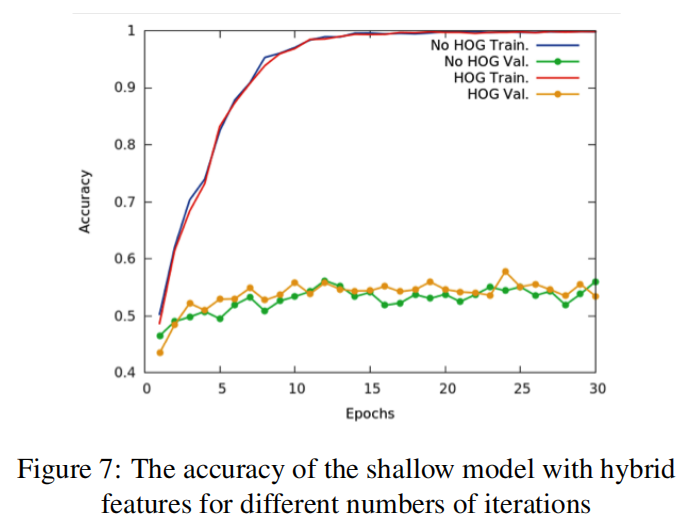 1
0.9
0.8
0.7
0.6
0.5
0.4
Accuracy
No HOG Train.
No HOG Val.
HOG Train.
HOG Val.
0 5 10 15 20 25 30
Epochs
Figure 7: The accuracy of the shallow model with hybrid
features for different numbers of iterations